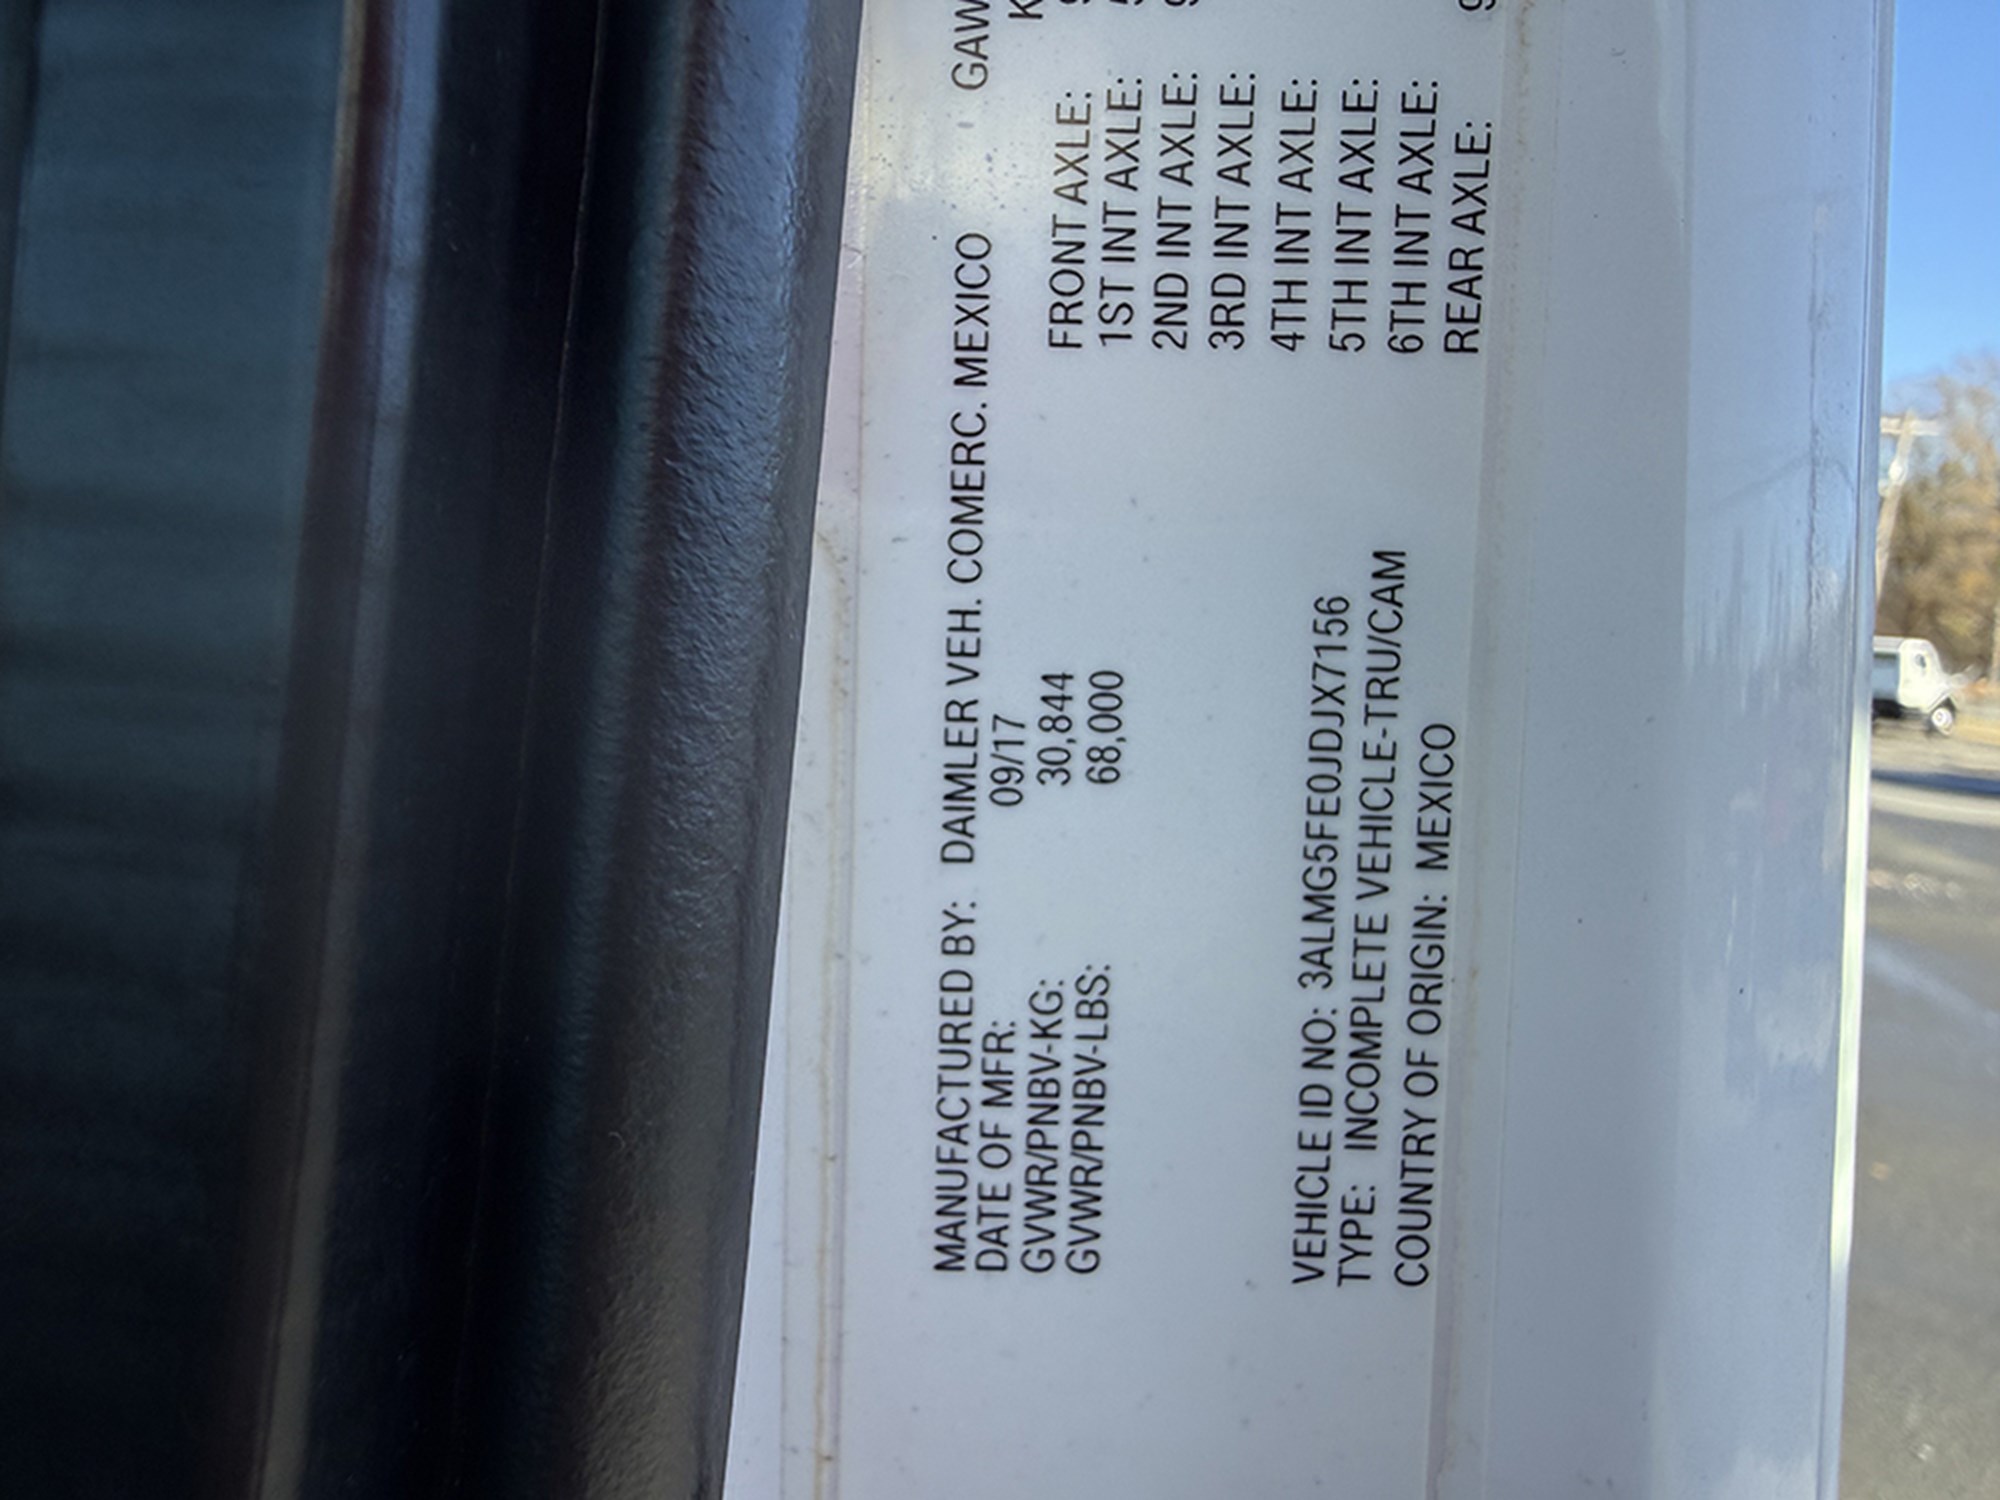 MANUFACTURED BY: DAIMLER VEH. COMERC. MEXICO
DATE OF MFR: 09/17
GVWR/PNBV-KG: 30,844
GVWR/PNBV-LBS: 68,000
VEHICLE ID NO: 3ALMG5FE0JDJX7156
TYPE: INCOMPLETE VEHICLE-TRU/CAM
COUNTRY OF ORIGIN: MEXICO
GAW
FRONT AXLE:
1ST INT AXLE:
2ND INT AXLE:
3RD INT AXLE:
4TH INT AXLE:
5TH INT AXLE:
6TH INT AXLE:
REAR AXLE: